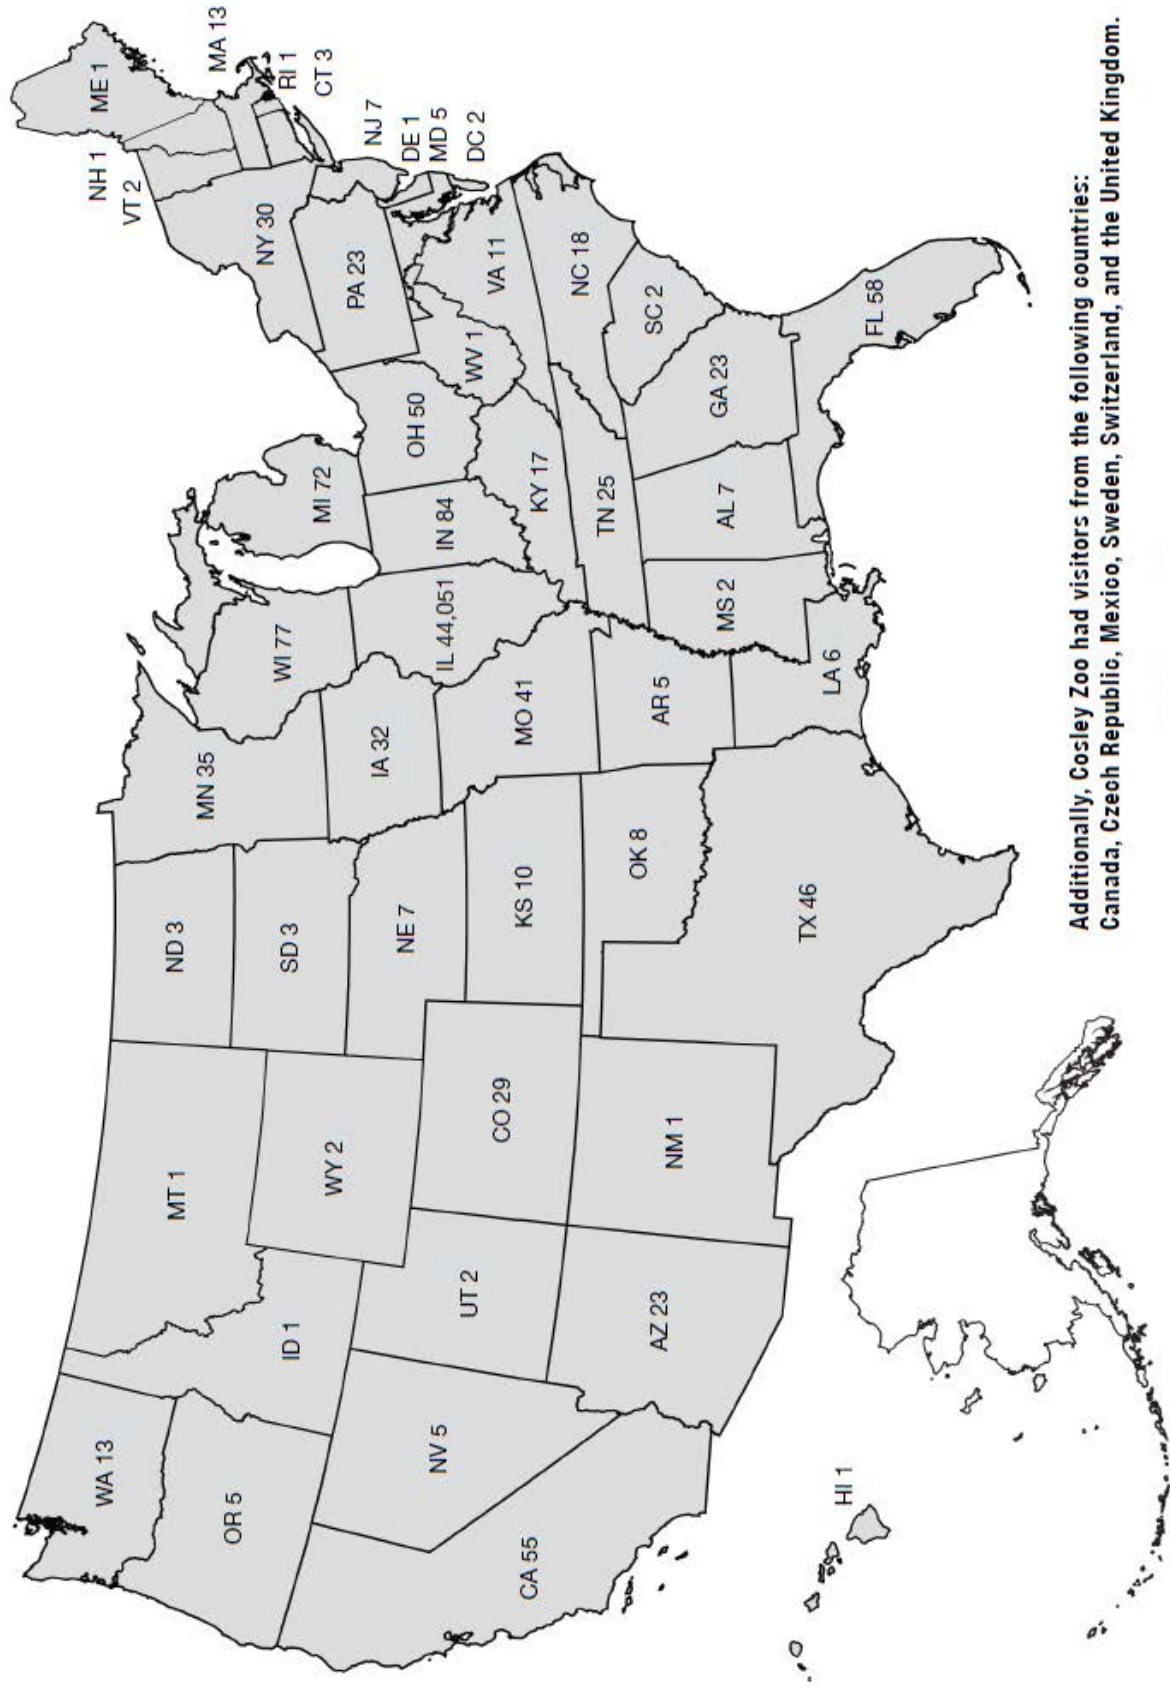 WA 13
OR 5
CA 55
NV 5
ID 1
MT 1
WY 2
UT 2
AZ 23
CO 29
NM 1
ND 3
SD 3
NE 7
KS 10
OK 8
TX 46
MN 35
IA 32
MO 41
AR 5
LA 6
WI 77
IL 44,051
MI 72
IN 84
OH 50
KY 17
TN 25
MS 2
AL 7
GA 23
FL 58
SC 2
NC 18
VA 11
WV 1
PA 23
NY 30
VT 2
NH 1
ME 1
MA 13
RI 1
CT 3
NJ 7
DE 1
MD 5
DC 2
HI 1
Additionally, Cosley Zoo had visitors from the following countries:
Canada, Czech Republic, Mexico, Sweden, Switzerland, and the United Kingdom.